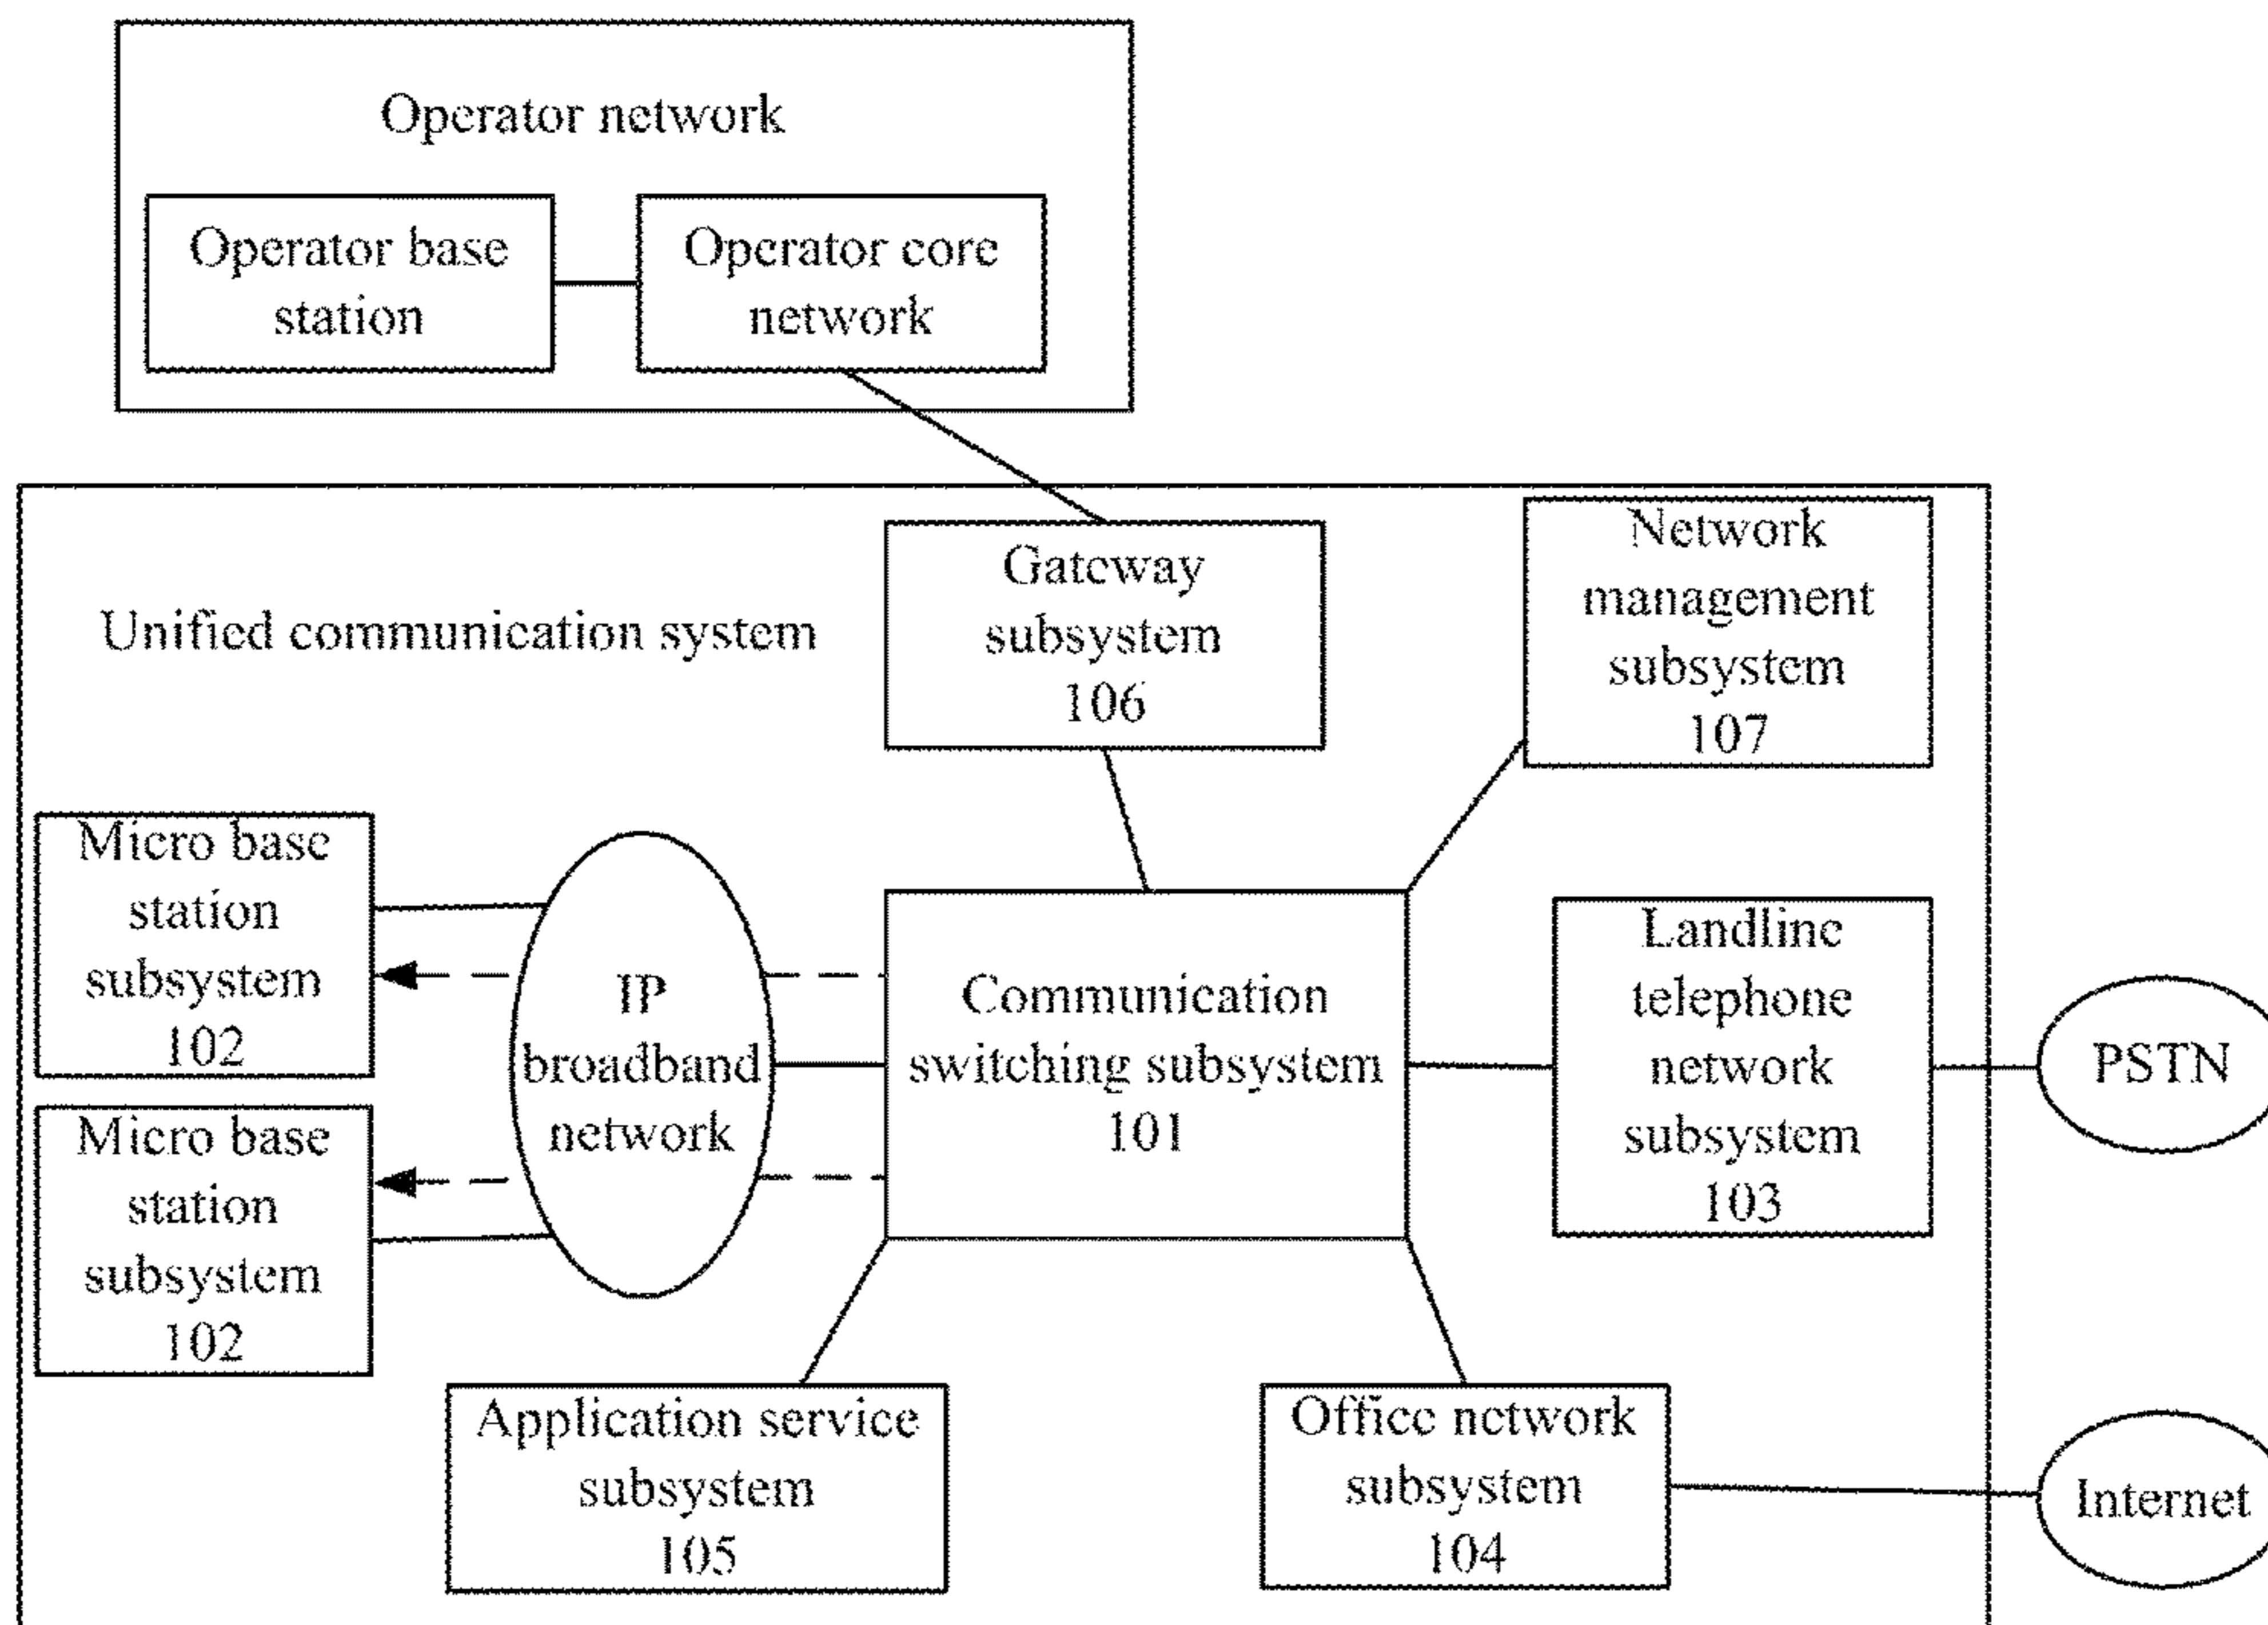 Operator network
Operator base
station
Operator core
network
Unified communication system
Gateway
subsystem
106
Network
management
subsystem
107
Micro base
station
subsystem
102
IP
broadband
network
Communication
switching subsystem
101
Landline
telephone
network
subsystem
103
PSTN
Micro base
station
subsystem
102
Application service
subsystem
105
Office network
subsystem
104
Internet